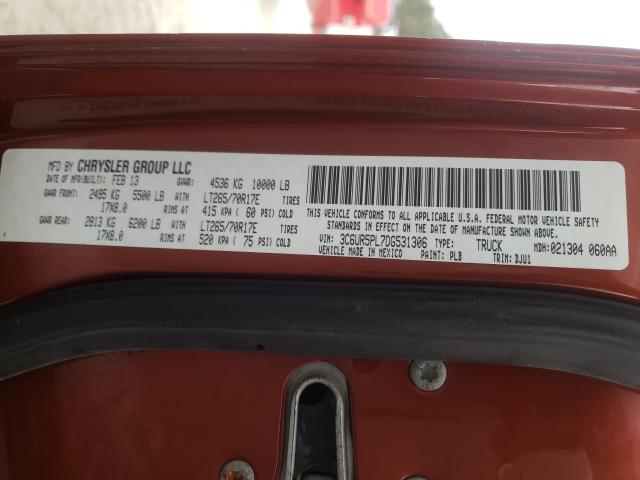 MFD BY CHRYSLER GROUP LLC
DATE OF MFR(BUILT): FEB 13 GVWR: 4536 KG 10000 LB
GAWR FRONT: 2495 KG 5500 LB WITH LT265/70R17E TIRES
17X8.0 RIMS AT 415 KPA ( 60 PSI) COLD
GAWR REAR: 2813 KG 6200 LB WITH LT265/70R17E TIRES
17X8.0 RIMS AT 520 KPA ( 75 PSI) COLD
THIS VEHICLE CONFORMS TO ALL APPLICABLE U.S.A. FEDERAL MOTOR VEHICLE SAFETY
STANDARDS IN EFFECT ON THE DATE OF MANUFACTURE SHOWN ABOVE.
VIN: 3C6UR5PL7DG531306 TYPE: TRUCK MDH: 021304 060AA
VEHICLE MADE IN MEXICO PAINT: PLB TRIM: DJU1